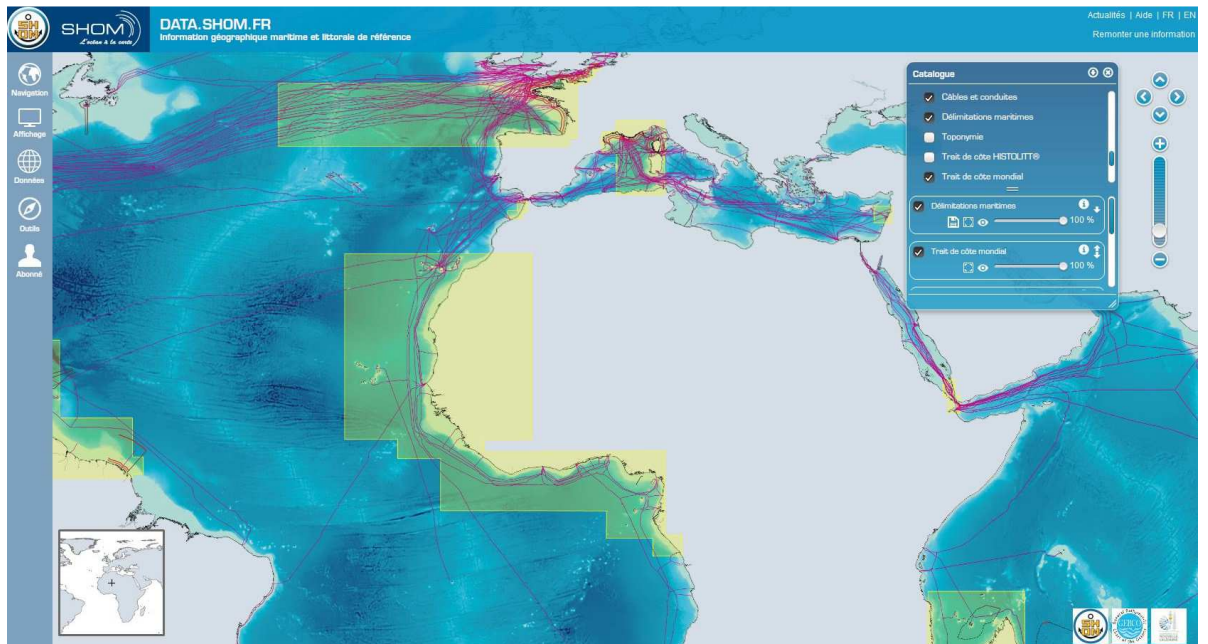 SHOM
L'océan à la carte
DATA.SHOM.FR
Information géographique maritime et littorale de référence
Actualités | Aide | FR | EN
Remonter une information
Navigation
Affichage
Données
Outils
Abonné
Catalogue
Câbles et conduites
Délimitations maritimes
Toponymie
Trait de côte HISTOLITT®
Trait de côte mondial
Délimitations maritimes
100 %
Trait de côte mondial
100 %
GEBCO